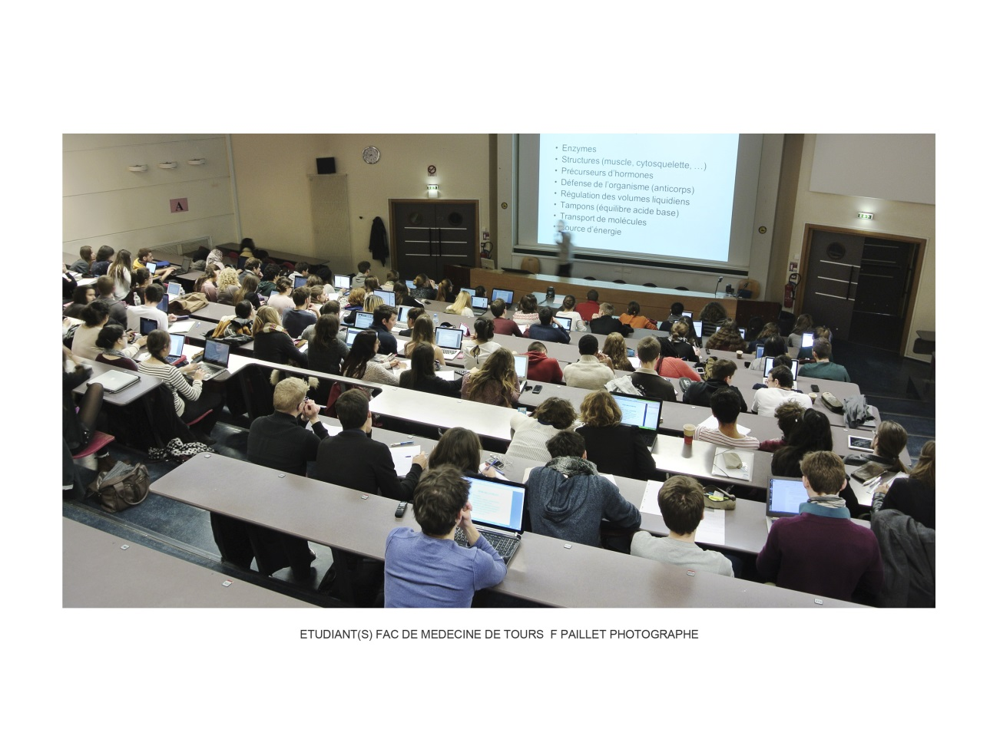 • Enzymes
• Structures (muscle, cytosquelette, …)
• Précurseurs d'hormones
• Défense de l'organisme (anticorps)
• Régulation des volumes liquidiens
• Tampons (équilibre acide base)
• Transport de molécules
source d'énergie
A
ETUDIANT(S) FAC DE MEDECINE DE TOURS  F PAILLET PHOTOGRAPHE